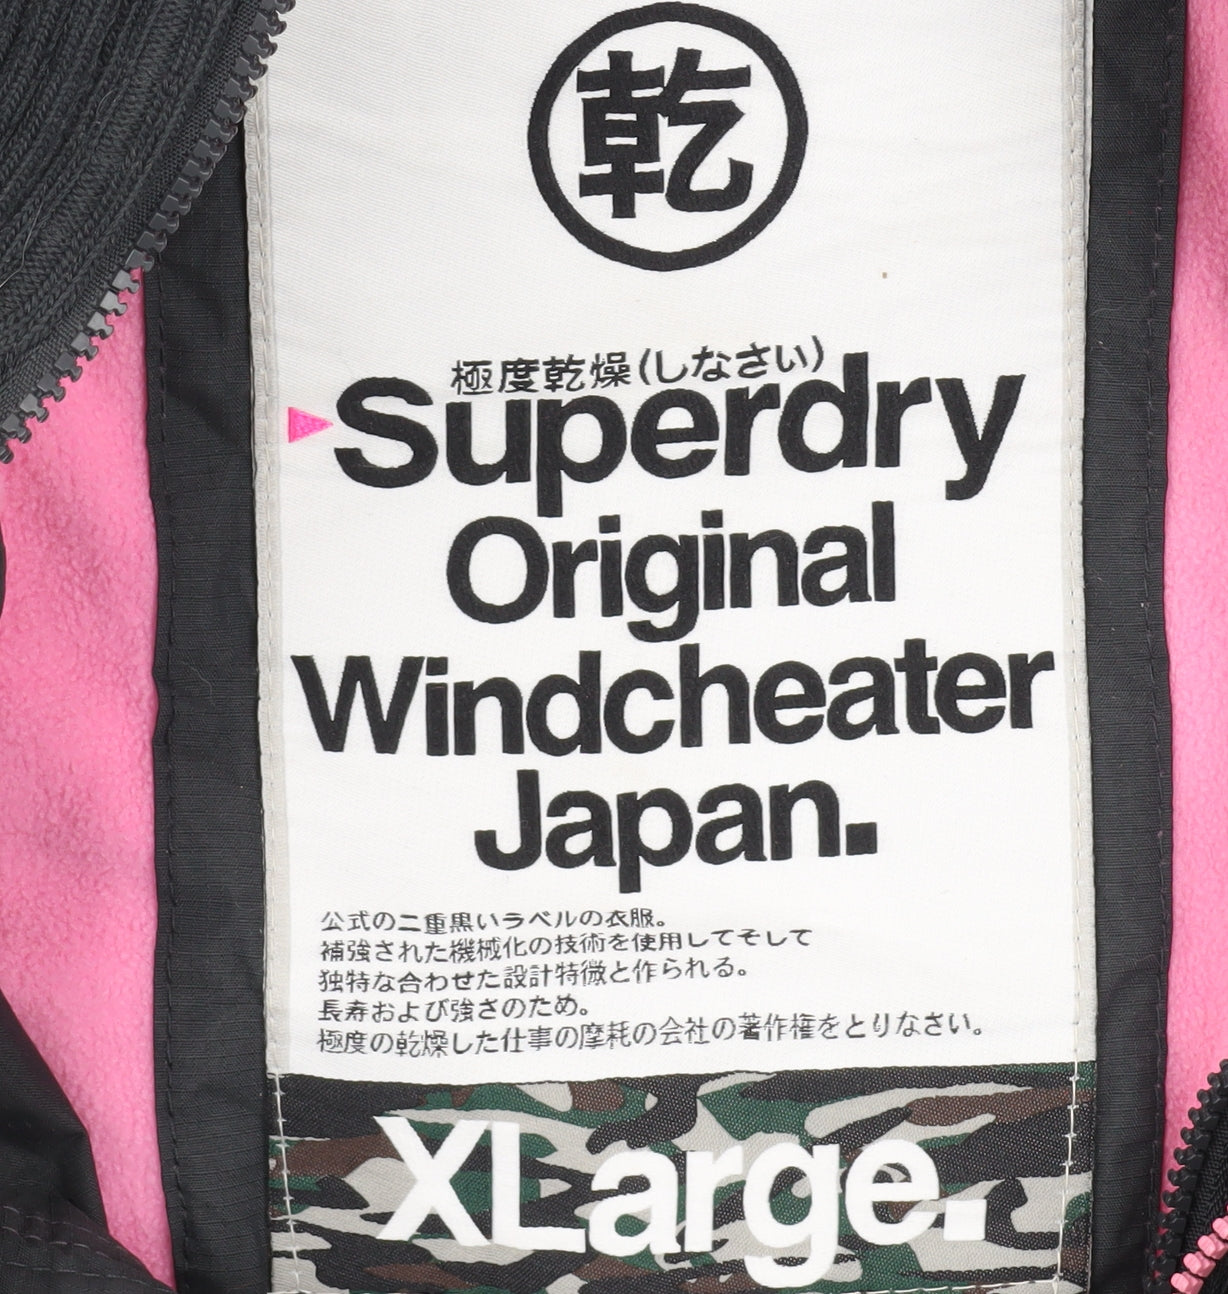 乾
極度乾燥(しなさい)
Superdry
Original
Windcheater
Japan.
公式の二重黒いラベルの衣服。
補強された機械化の技術を使用してそして
独特な合わせた設計特徴と作られる。
長寿および強さのため。
極度の乾燥した仕事の摩耗の会社の著作権をとりなさい。
XLarge.